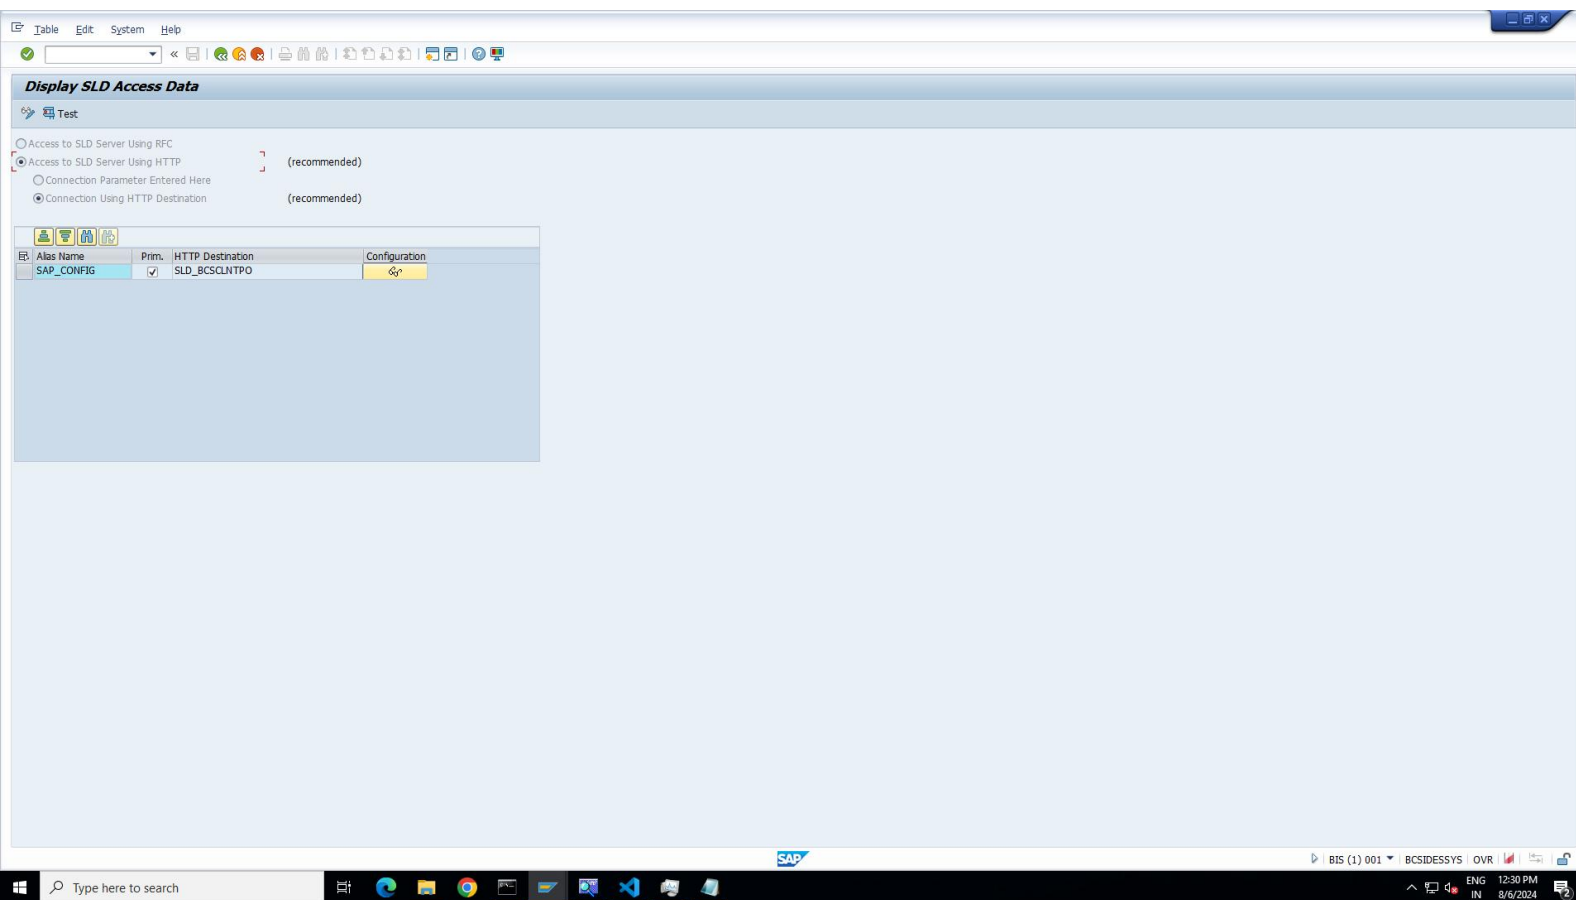 Table Edit System Help
Display SLD Access Data
Test
Access to SLD Server Using RFC
Access to SLD Server Using HTTP (recommended)
Connection Parameter Entered Here
Connection Using HTTP Destination (recommended)
Alias Name Prim. HTTP Destination Configuration
SAP_CONFIG SLD_BCSCLNTPO
SAP BIS (1) 001 BCSIDESSYS OVR
Type here to search ENG 12:30 PM
IN 8/6/2024 2